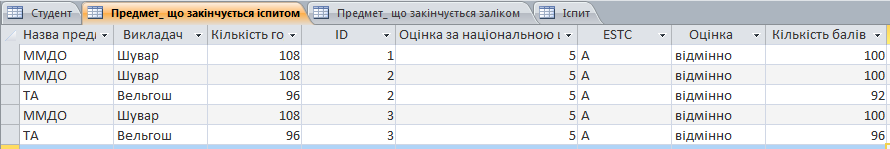 Студент Предмет_ що закінчується іспитом Предмет_ що закінчується заліком Іспит
Назва предм Викладач Кількість го ID Оцінка за національною ш ESTC Оцінка Кількість балів
ММДО Шувар 108 1 5 А відмінно 100
ММДО Шувар 108 2 5 А відмінно 100
ТА Вельгош 96 2 5 А відмінно 92
ММДО Шувар 108 3 5 А відмінно 100
ТА Вельгош 96 3 5 А відмінно 96